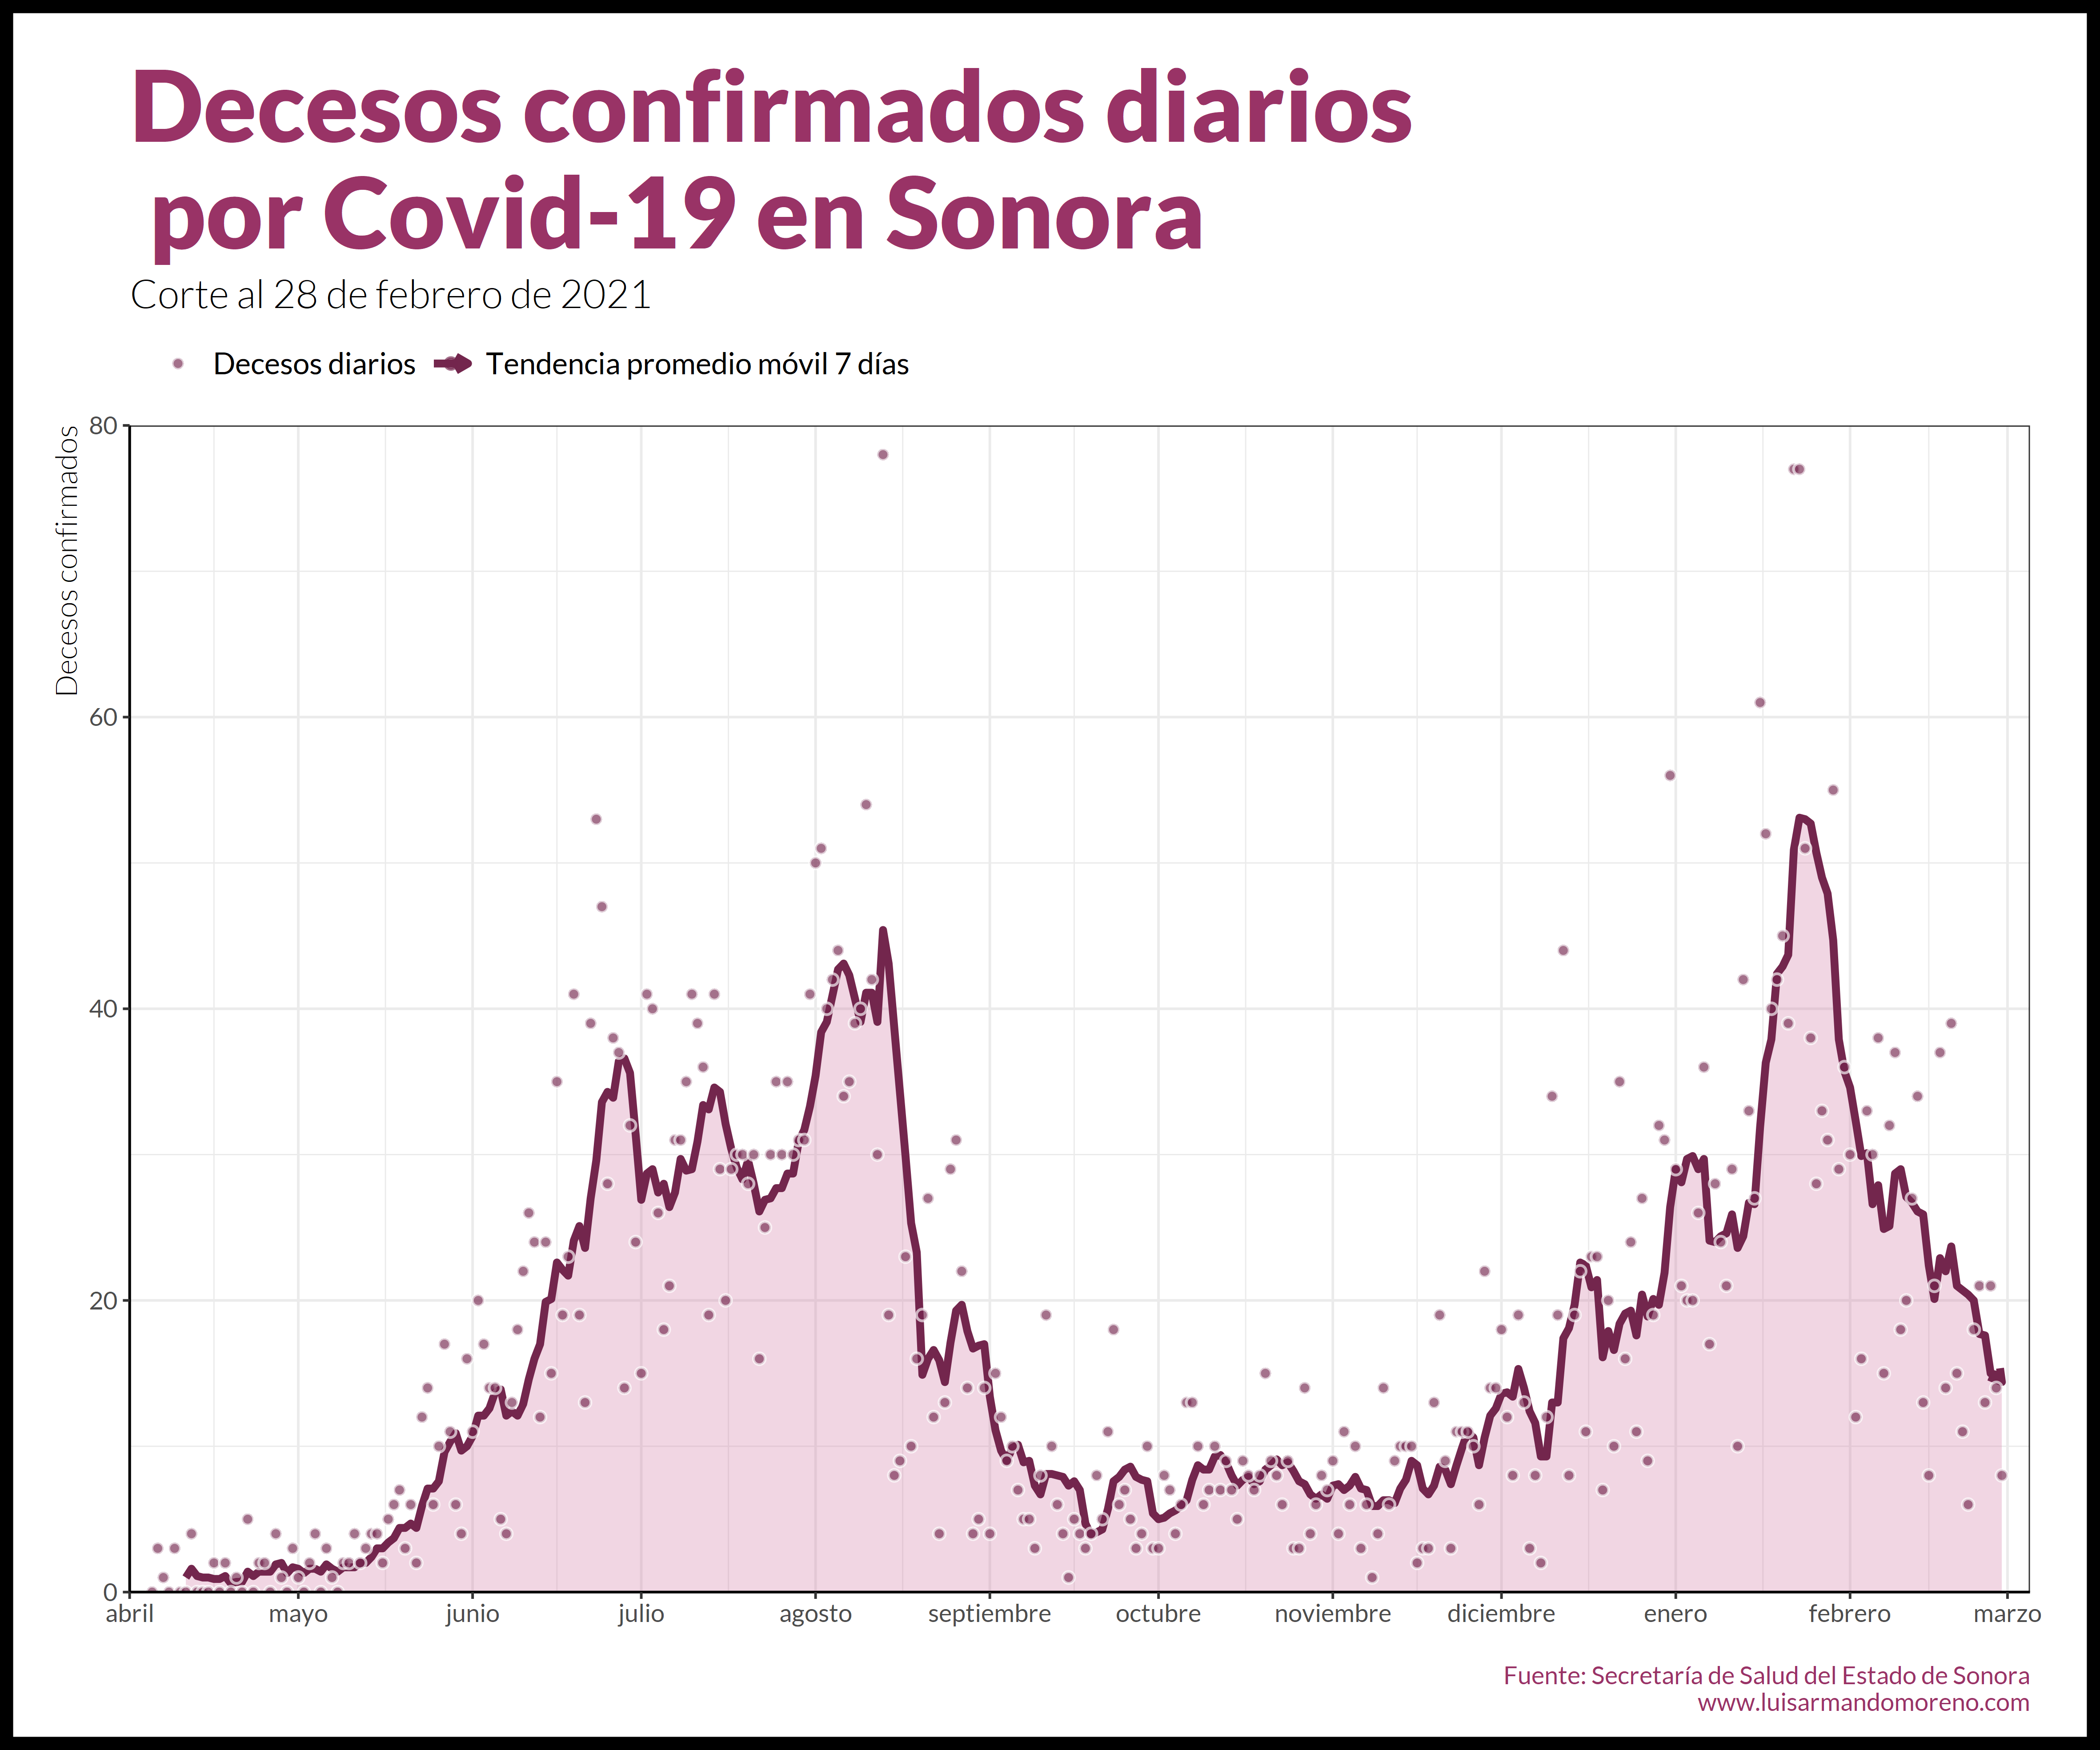 Decesos confirmados diarios
por Covid-19 en Sonora
Corte al 28 de febrero de 2021
Decesos diarios Tendencia promedio móvil 7 días
Decesos confirmados
80
60
40
20
0
abril mayo junio julio agosto septiembre octubre noviembre diciembre enero febrero marzo
Fuente: Secretaría de Salud del Estado de Sonora
www.luisarmandomoreno.com